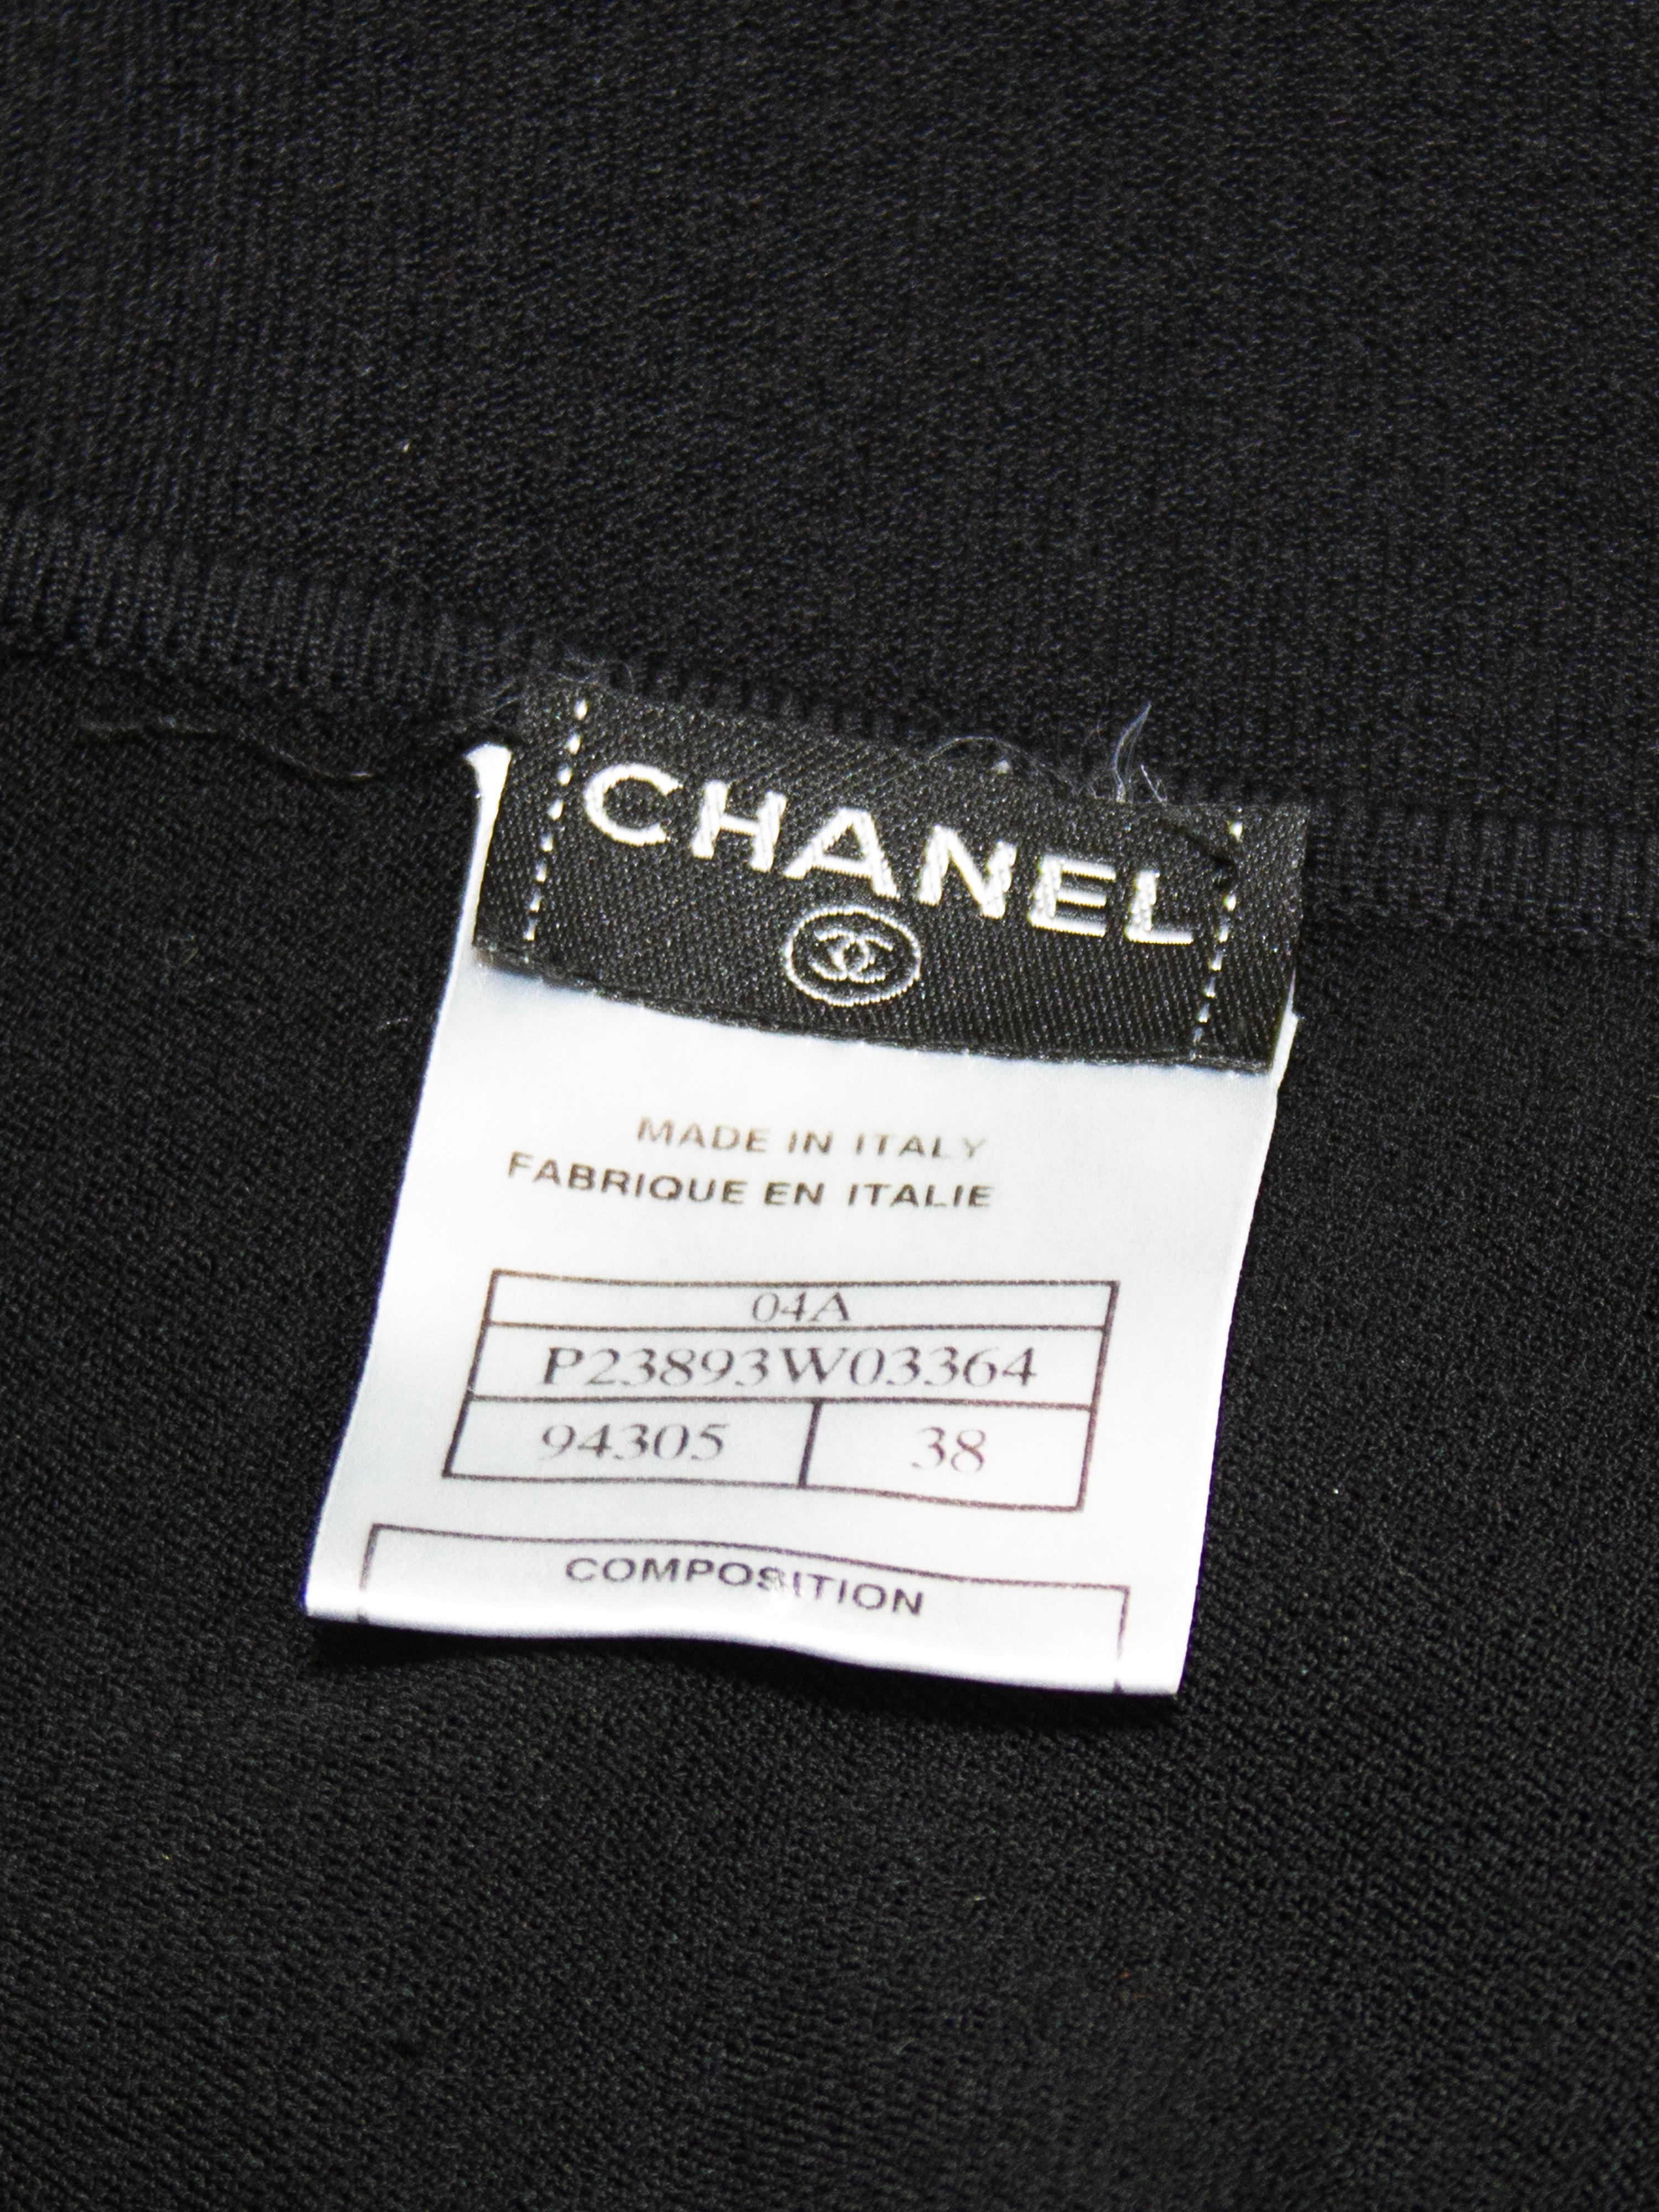 CHANEL
MADE IN ITALY
FABRIQUE EN ITALIE
04A
P23893W03364
94305 38
COMPOSITION